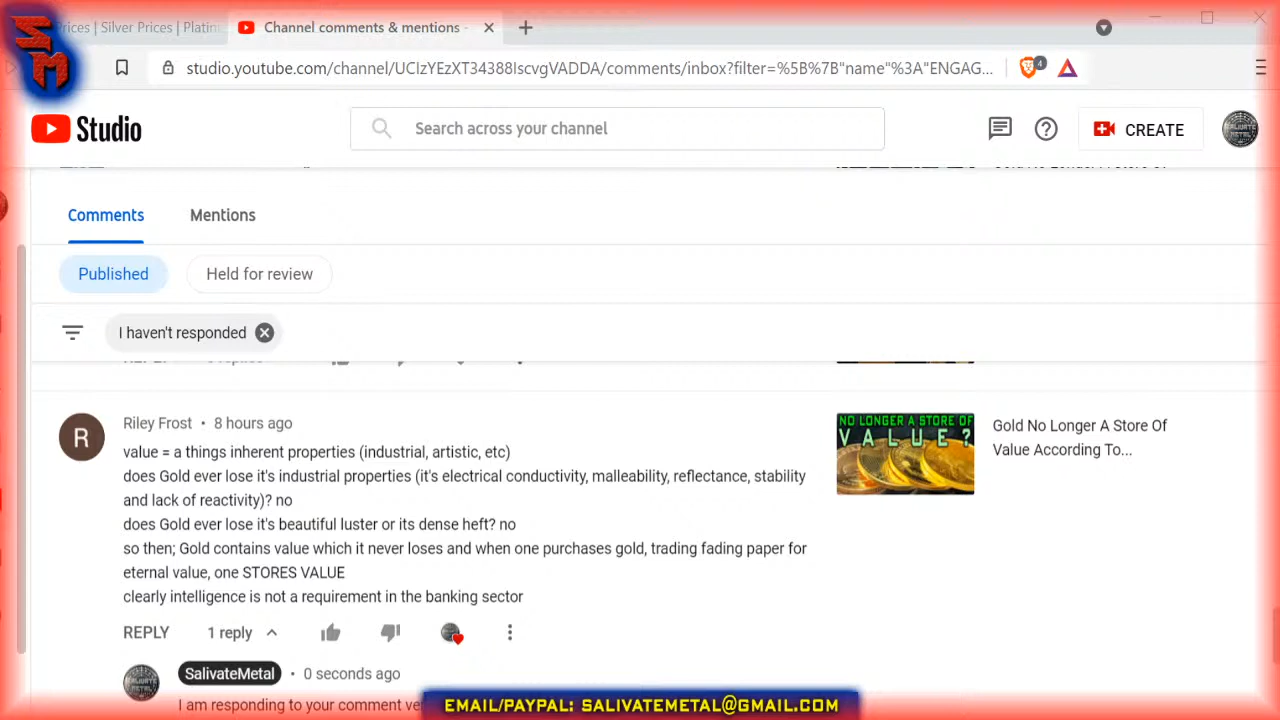 SM
Prices | Silver Prices | Platinu
Channel comments & mentions -
studio.youtube.com/channel/UCIzYEzXT34388IscvgVADDA/comments/inbox?filter=%5B%7B"name"%3A"ENGAG...
4
Studio
Search across your channel
CREATE
Comments
Mentions
Published
Held for review
I haven't responded
Riley Frost • 8 hours ago
value = a things inherent properties (industrial, artistic, etc)
does Gold ever lose it's industrial properties (it's electrical conductivity, malleability, reflectance, stability
and lack of reactivity)? no
does Gold ever lose it's beautiful luster or its dense heft? no
so then; Gold contains value which it never loses and when one purchases gold, trading fading paper for
eternal value, one STORES VALUE
clearly intelligence is not a requirement in the banking sector
NO LONGER A STORE OF
VALUE?
Gold No Longer A Store Of
Value According To...
R
REPLY
1 reply
SalivateMetal • 0 seconds ago
I am responding to your comment
EMAIL/PAYPAL: SALIVATEMETAL@GMAIL.COM